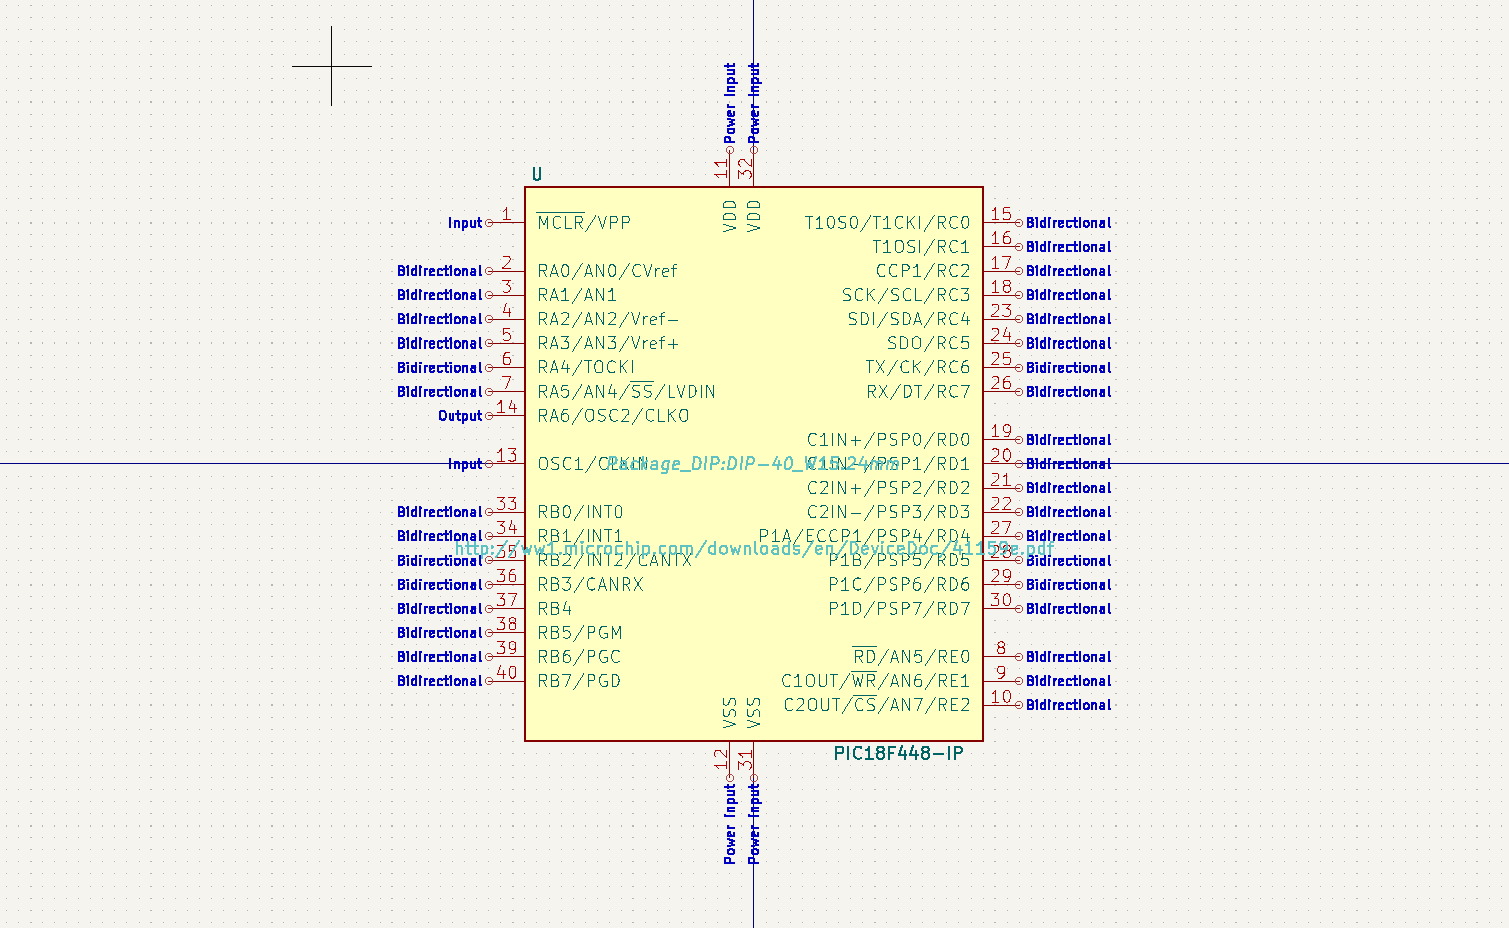 Power Input Power Input
11 32
U
VDD VDD
Input 1 MCLR/VPP
Bidirectional 2 RA0/AN0/CVref
Bidirectional 3 RA1/AN1
Bidirectional 4 RA2/AN2/Vref-
Bidirectional 5 RA3/AN3/Vref+
Bidirectional 6 RA4/TOCKI
Bidirectional 7 RA5/AN4/SS/LVDIN
Output 14 RA6/OSC2/CLKO
Input 13 OSC1/CLKIN
Bidirectional 33 RB0/INT0
Bidirectional 34 RB1/INT1
Bidirectional 35 RB2/INT2/CANTX
Bidirectional 36 RB3/CANRX
Bidirectional 37 RB4
Bidirectional 38 RB5/PGM
Bidirectional 39 RB6/PGC
Bidirectional 40 RB7/PGD
Package_DIP:DIP-40_W15.24mm
http://ww1.microchip.com/downloads/en/DeviceDoc/41159e.pdf
T1OSO/T1CKI/RC0 15 Bidirectional
T1OSI/RC1 16 Bidirectional
CCP1/RC2 17 Bidirectional
SCK/SCL/RC3 18 Bidirectional
SDI/SDA/RC4 23 Bidirectional
SDO/RC5 24 Bidirectional
TX/CK/RC6 25 Bidirectional
RX/DT/RC7 26 Bidirectional
C1IN+/PSP0/RD0 19 Bidirectional
C1IN-/PSP1/RD1 20 Bidirectional
C2IN+/PSP2/RD2 21 Bidirectional
C2IN-/PSP3/RD3 22 Bidirectional
P1A/ECCP1/PSP4/RD4 27 Bidirectional
P1B/PSP5/RD5 28 Bidirectional
P1C/PSP6/RD6 29 Bidirectional
P1D/PSP7/RD7 30 Bidirectional
RD/AN5/RE0 8 Bidirectional
C1OUT/WR/AN6/RE1 9 Bidirectional
C2OUT/CS/AN7/RE2 10 Bidirectional
VSS VSS
PIC18F448-IP
12 31
Power Input Power Input